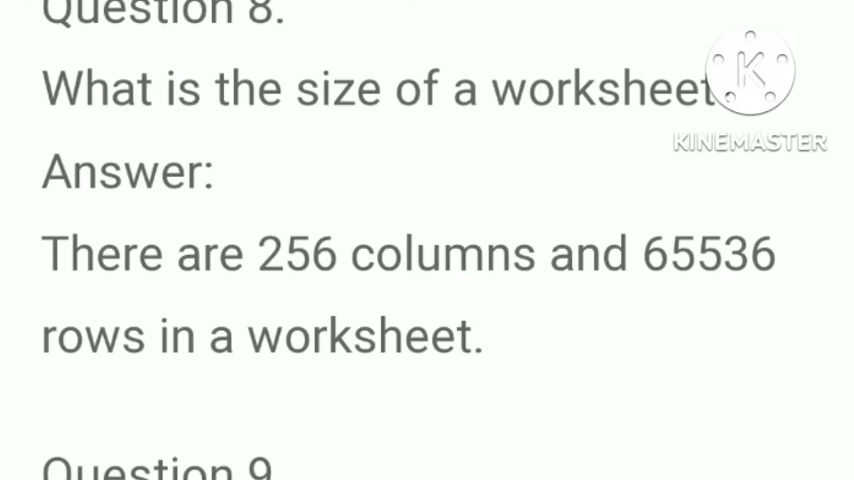 Question 8.
What is the size of a worksheet
KINEMASTER
Answer:
There are 256 columns and 65536
rows in a worksheet.
Question 9